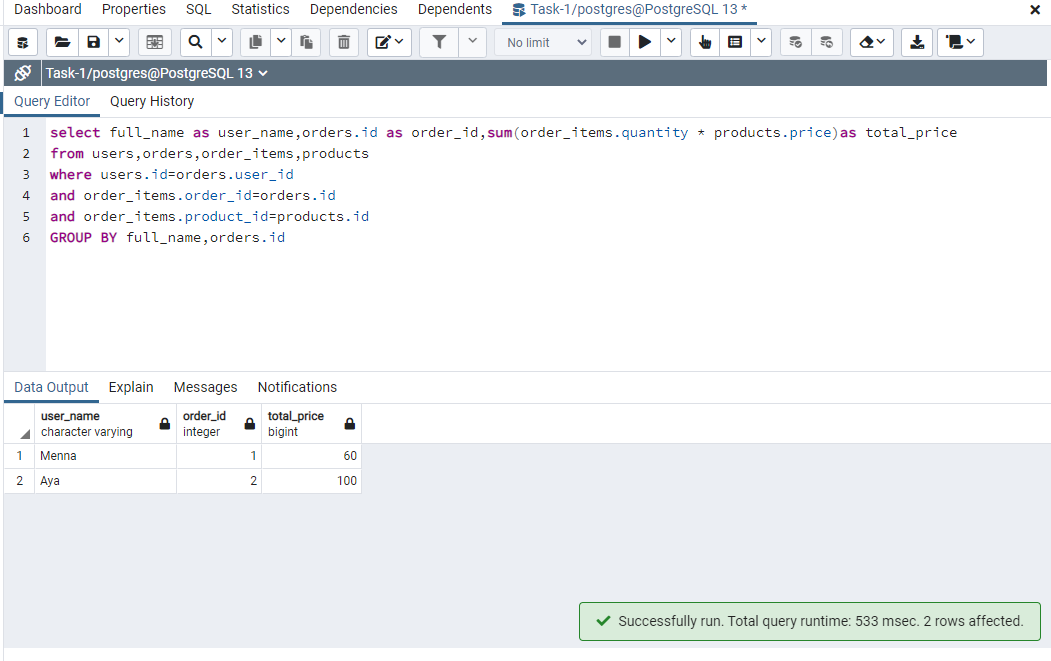 Dashboard Properties SQL Statistics Dependencies Dependents Task-1/postgres@PostgreSQL 13 *
No limit
Task-1/postgres@PostgreSQL 13
Query Editor Query History
1 select full_name as user_name,orders.id as order_id,sum(order_items.quantity * products.price)as total_price
2 from users,orders,order_items,products
3 where users.id=orders.user_id
4 and order_items.order_id=orders.id
5 and order_items.product_id=products.id
6 GROUP BY full_name,orders.id
Data Output Explain Messages Notifications
user_name order_id total_price
character varying integer bigint
1 Menna 1 60
2 Aya 2 100
Successfully run. Total query runtime: 533 msec. 2 rows affected.